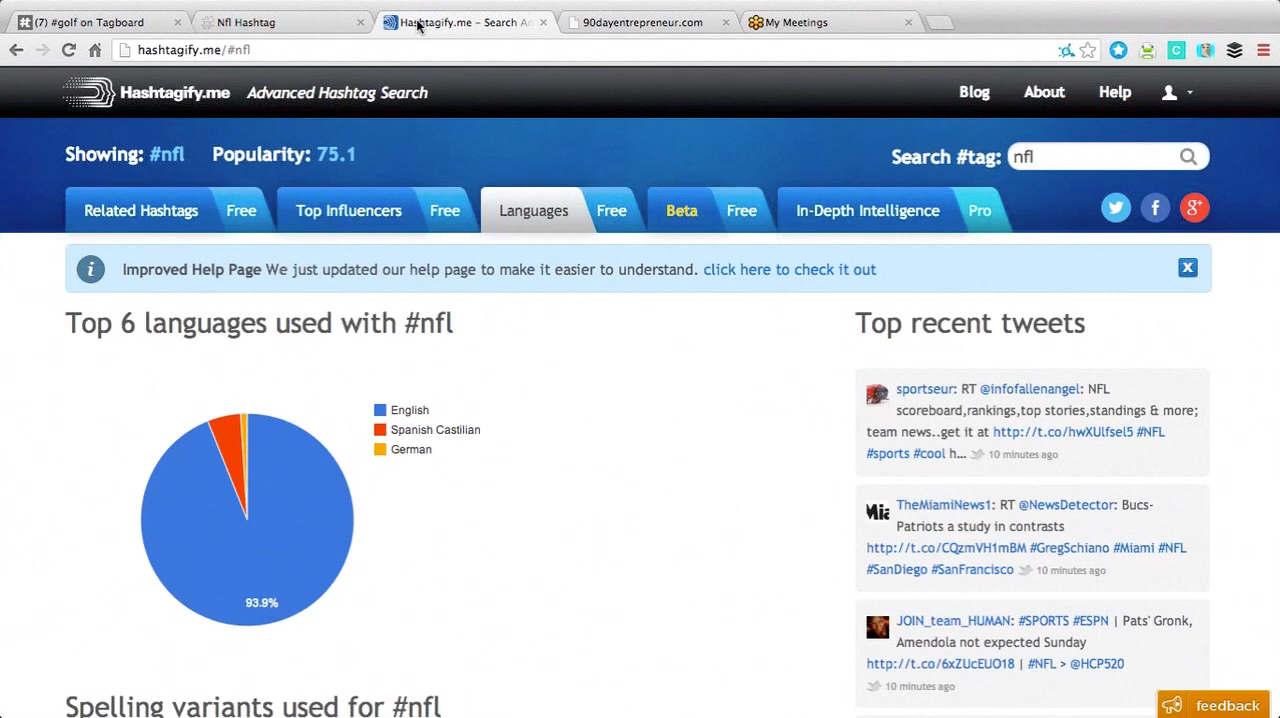 (7) #golf on Tagboard
Nfl Hashtag
Hashtagify.me - Search An
90dayentrepreneur.com
My Meetings
hashtagify.me/#nfl
Hashtagify.me Advanced Hashtag Search
Blog About Help
Showing: #nfl Popularity: 75.1
Search #tag: nfl
Related Hashtags Free
Top Influencers Free
Languages Free
Beta Free
In-Depth Intelligence Pro
Improved Help Page We just updated our help page to make it easier to understand. click here to check it out
Top 6 languages used with #nfl
English
Spanish Castilian
German
93.9%
Spelling variants used for #nfl
Top recent tweets
sportseur: RT @infofallenangel: NFL
scoreboard,rankings,top stories,standings & more;
team news..get it at http://t.co/hwXUlfsel5 #NFL
#sports #cool h... 10 minutes ago
Mia
TheMiamiNews1: RT @NewsDetector: Bucs-
Patriots a study in contrasts
http://t.co/CQzmVH1mBM #GregSchiano #Miami #NFL
#SanDiego #SanFrancisco 10 minutes ago
JOIN_team_HUMAN: #SPORTS #ESPN | Pats' Gronk,
Amendola not expected Sunday
http://t.co/6xZUcEUO18 | #NFL > @HCP520
10 minutes ago
feedback